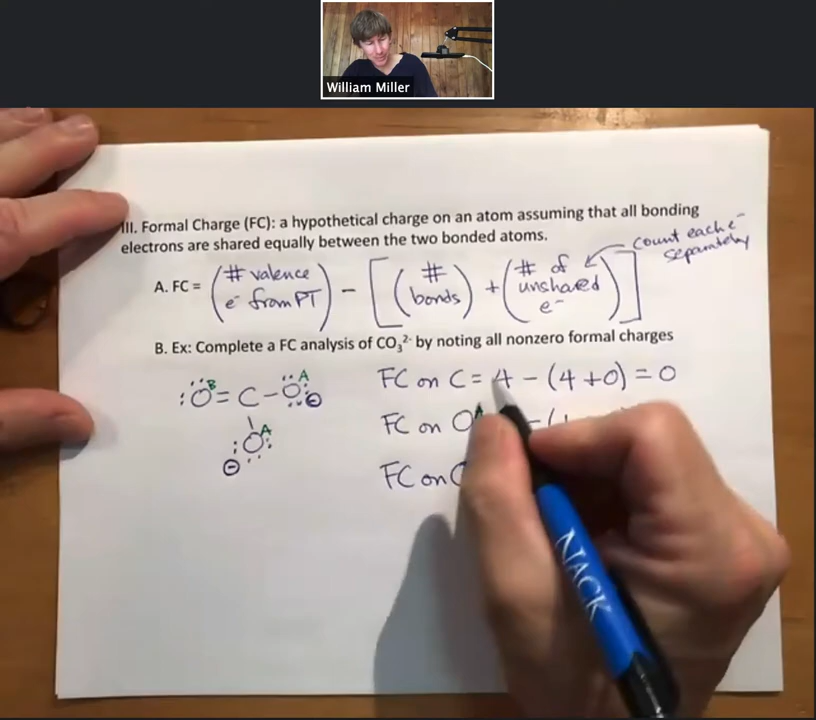 William Miller
III. Formal Charge (FC): a hypothetical charge on an atom assuming that all bonding
electrons are shared equally between the two bonded atoms.
count each e⁻
separately
A. FC = (# valence e⁻ from PT) - [(# bonds) + (# of unshared e⁻)]
B. Ex: Complete a FC analysis of CO₃²⁻ by noting all nonzero formal charges
:Ö B = C - O A: ⊖
FC on C = 4 - (4 + 0) = 0
:O A: ⊖
FC on O A - (
FC on
NACK